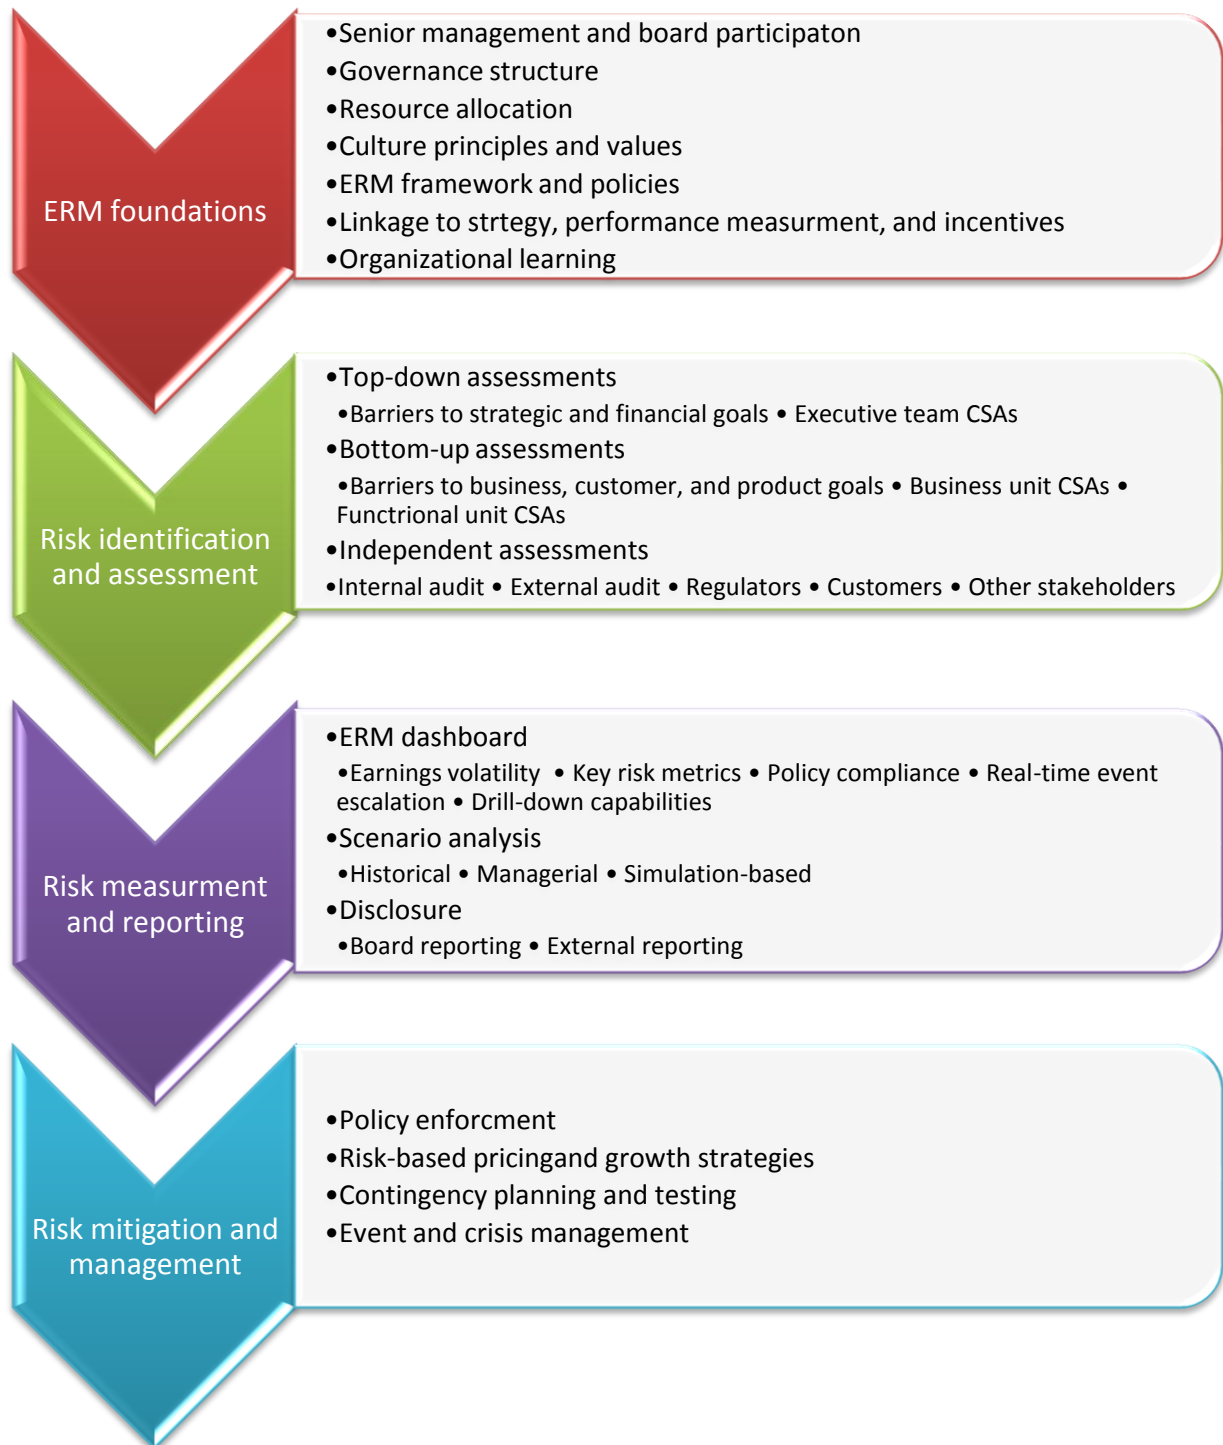 ERM foundations
•Senior management and board participaton
•Governance structure
•Resource allocation
•Culture principles and values
•ERM framework and policies
•Linkage to strtegy, performance measurment, and incentives
•Organizational learning
Risk identification
and assessment
•Top-down assessments
•Barriers to strategic and financial goals • Executive team CSAs
•Bottom-up assessments
•Barriers to business, customer, and product goals • Business unit CSAs •
Functrional unit CSAs
•Independent assessments
•Internal audit • External audit • Regulators • Customers • Other stakeholders
Risk measurment
and reporting
•ERM dashboard
•Earnings volatility • Key risk metrics • Policy compliance • Real-time event
escalation • Drill-down capabilities
•Scenario analysis
•Historical • Managerial • Simulation-based
•Disclosure
•Board reporting • External reporting
Risk mitigation and
management
•Policy enforcment
•Risk-based pricingand growth strategies
•Contingency planning and testing
•Event and crisis management